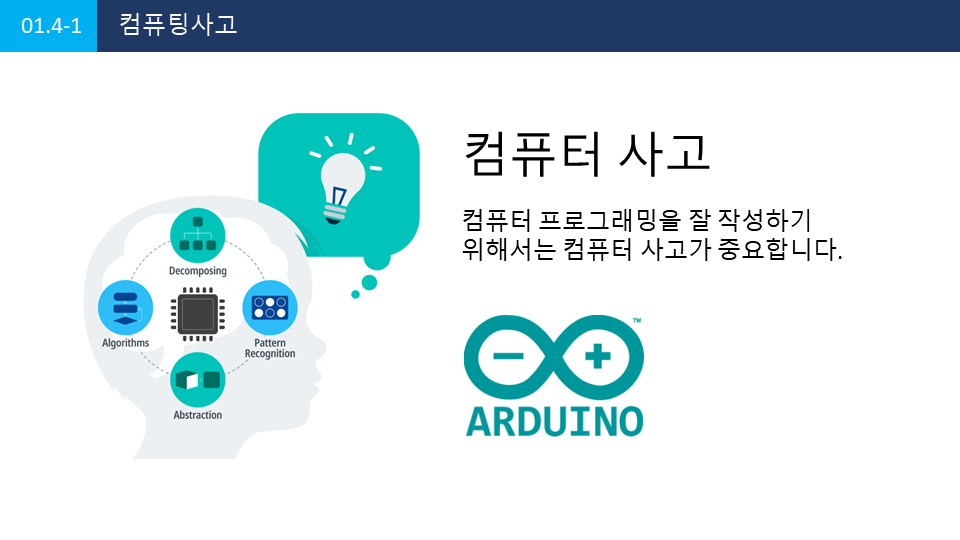 01.4-1 컴퓨팅사고
컴퓨터 사고
컴퓨터 프로그래밍을 잘 작성하기
위해서는 컴퓨터 사고가 중요합니다.
Decomposing
Algorithms
Pattern
Recognition
Abstraction
TM
ARDUINO